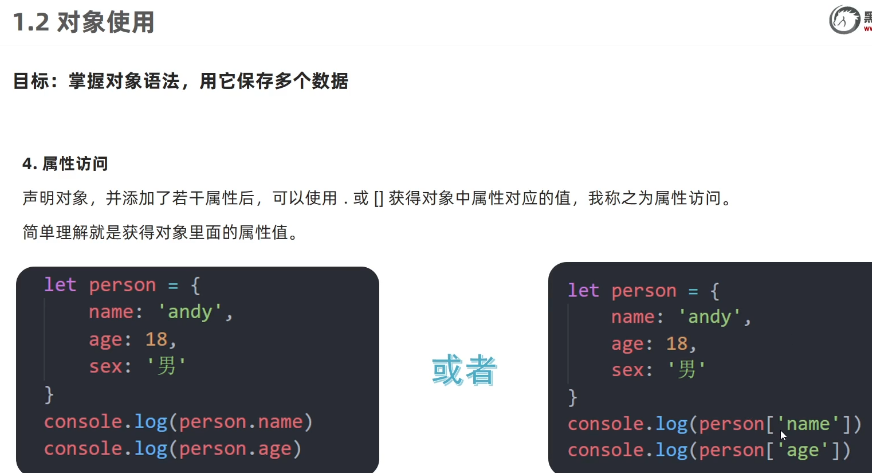 1.2 对象使用
黑
目标：掌握对象语法，用它保存多个数据
4. 属性访问
声明对象，并添加了若干属性后，可以使用 . 或 [] 获得对象中属性对应的值，我称之为属性访问。
简单理解就是获得对象里面的属性值。
let person = {
name: 'andy',
age: 18,
sex: '男'
}
console.log(person.name)
console.log(person.age)
或者
let person = {
name: 'andy',
age: 18,
sex: '男'
}
console.log(person['name'])
console.log(person['age'])